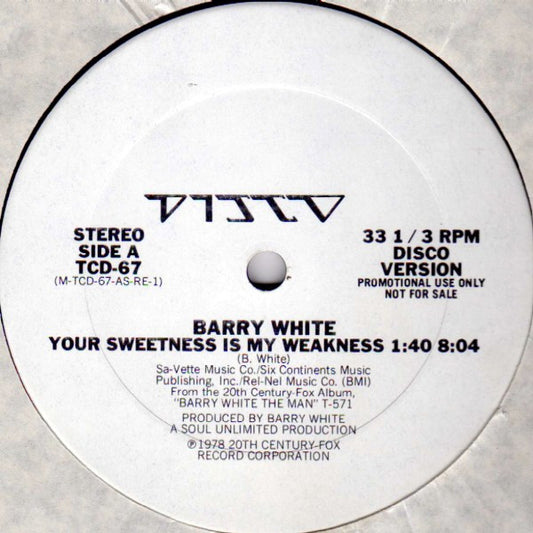 DISCO
STEREO
SIDE A
TCD-67
(M-TCD-67-AS-RE-1)
33 1/3 RPM
DISCO
VERSION
PROMOTIONAL USE ONLY
NOT FOR SALE
BARRY WHITE
YOUR SWEETNESS IS MY WEAKNESS 1:40 8:04
(B. White)
Sa-Vette Music Co./Six Continents Music
Publishing, Inc./Rel-Nel Music Co. (BMI)
From the 20th Century-Fox Album,
"BARRY WHITE THE MAN" T-571
PRODUCED BY BARRY WHITE
A SOUL UNLIMITED PRODUCTION
℗1978 20TH CENTURY-FOX
RECORD CORPORATION